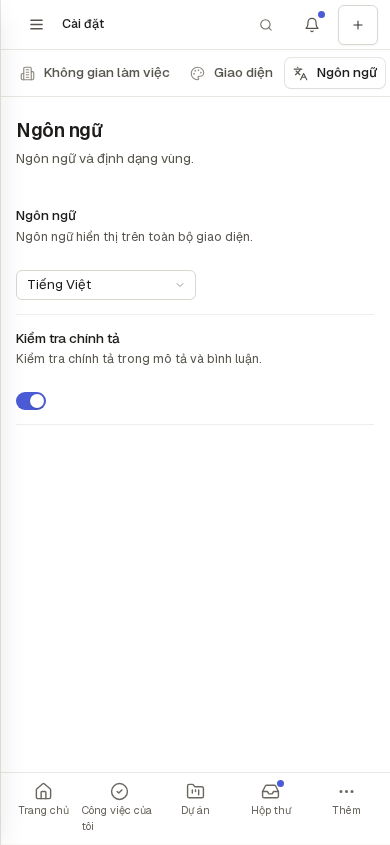 Cài đặt
Không gian làm việc
Giao diện
Ngôn ngữ
Ngôn ngữ
Ngôn ngữ và định dạng vùng.
Ngôn ngữ
Ngôn ngữ hiển thị trên toàn bộ giao diện.
Tiếng Việt
Kiểm tra chính tả
Kiểm tra chính tả trong mô tả và bình luận.
Trang chủ
Công việc của
tôi
Dự án
Hộp thư
Thêm